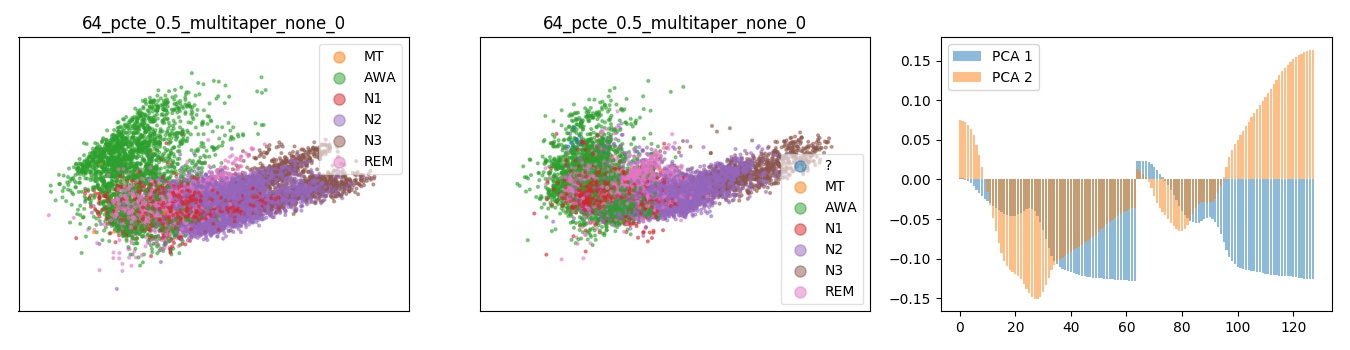 64_pcte_0.5_multitaper_none_0
MT
AWA
N1
N2
N3
REM
64_pcte_0.5_multitaper_none_0
?
MT
AWA
N1
N2
N3
REM
PCA 1
PCA 2
0.15
0.10
0.05
0.00
−0.05
−0.10
−0.15
0 20 40 60 80 100 120